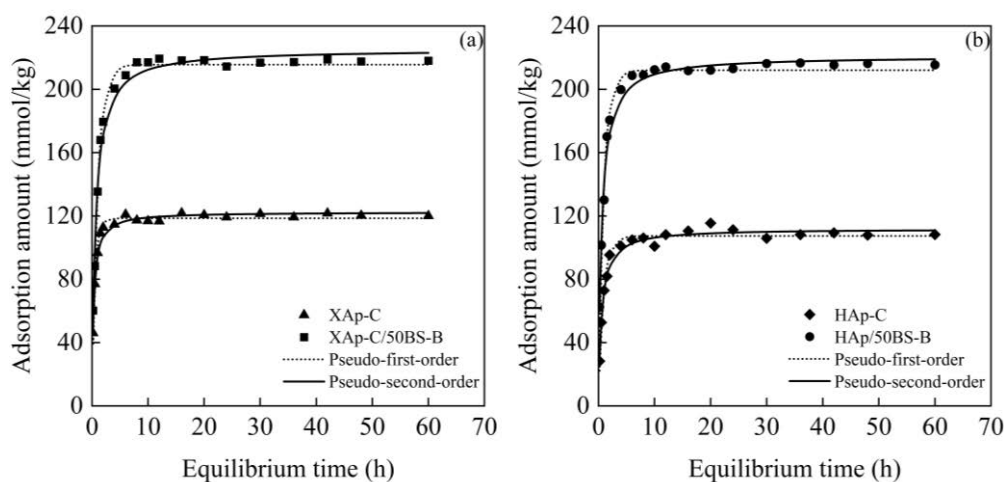 240
200
160
120
80
40
0
Adsorption amount (mmol/kg)
(a)
XAp-C
XAp-C/50BS-B
Pseudo-first-order
Pseudo-second-order
0 10 20 30 40 50 60 70
Equilibrium time (h)
240
200
160
120
80
40
0
Adsorption amount (mmol/kg)
(b)
HAp-C
HAp/50BS-B
Pseudo-first-order
Pseudo-second-order
0 10 20 30 40 50 60 70
Equilibrium time (h)